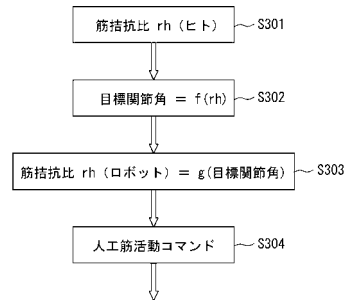 筋拮抗比 rh (ヒト) S301
目標関節角 = f(rh) S302
筋拮抗比 rh (ロボット) = g(目標関節角) S303
人工筋活動コマンド S304